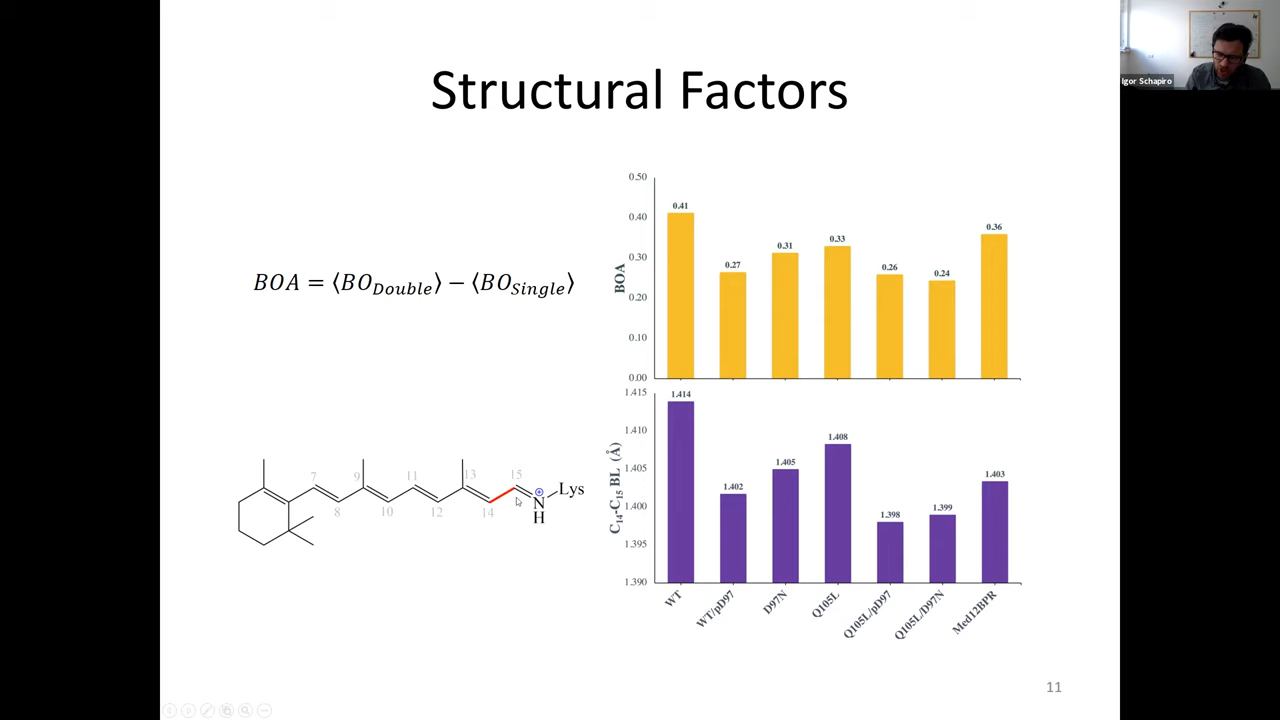 Igor Schapiro
Structural Factors
BOA = ⟨BO_Double⟩ − ⟨BO_Single⟩
0.50
0.40
0.30
0.20
0.10
0.00
BOA
0.41
0.27
0.31
0.33
0.26
0.24
0.36
1.415
1.410
1.405
1.400
1.395
1.390
C14-C15 BL (Å)
1.414
1.402
1.405
1.408
1.398
1.399
1.403
WT
WT/pD97
D97N
Q105L
Q105L/pD97
Q105L/D97N
Med12BPR
7
9
11
13
15
8
10
12
14
⊕
N
H
Lys
11